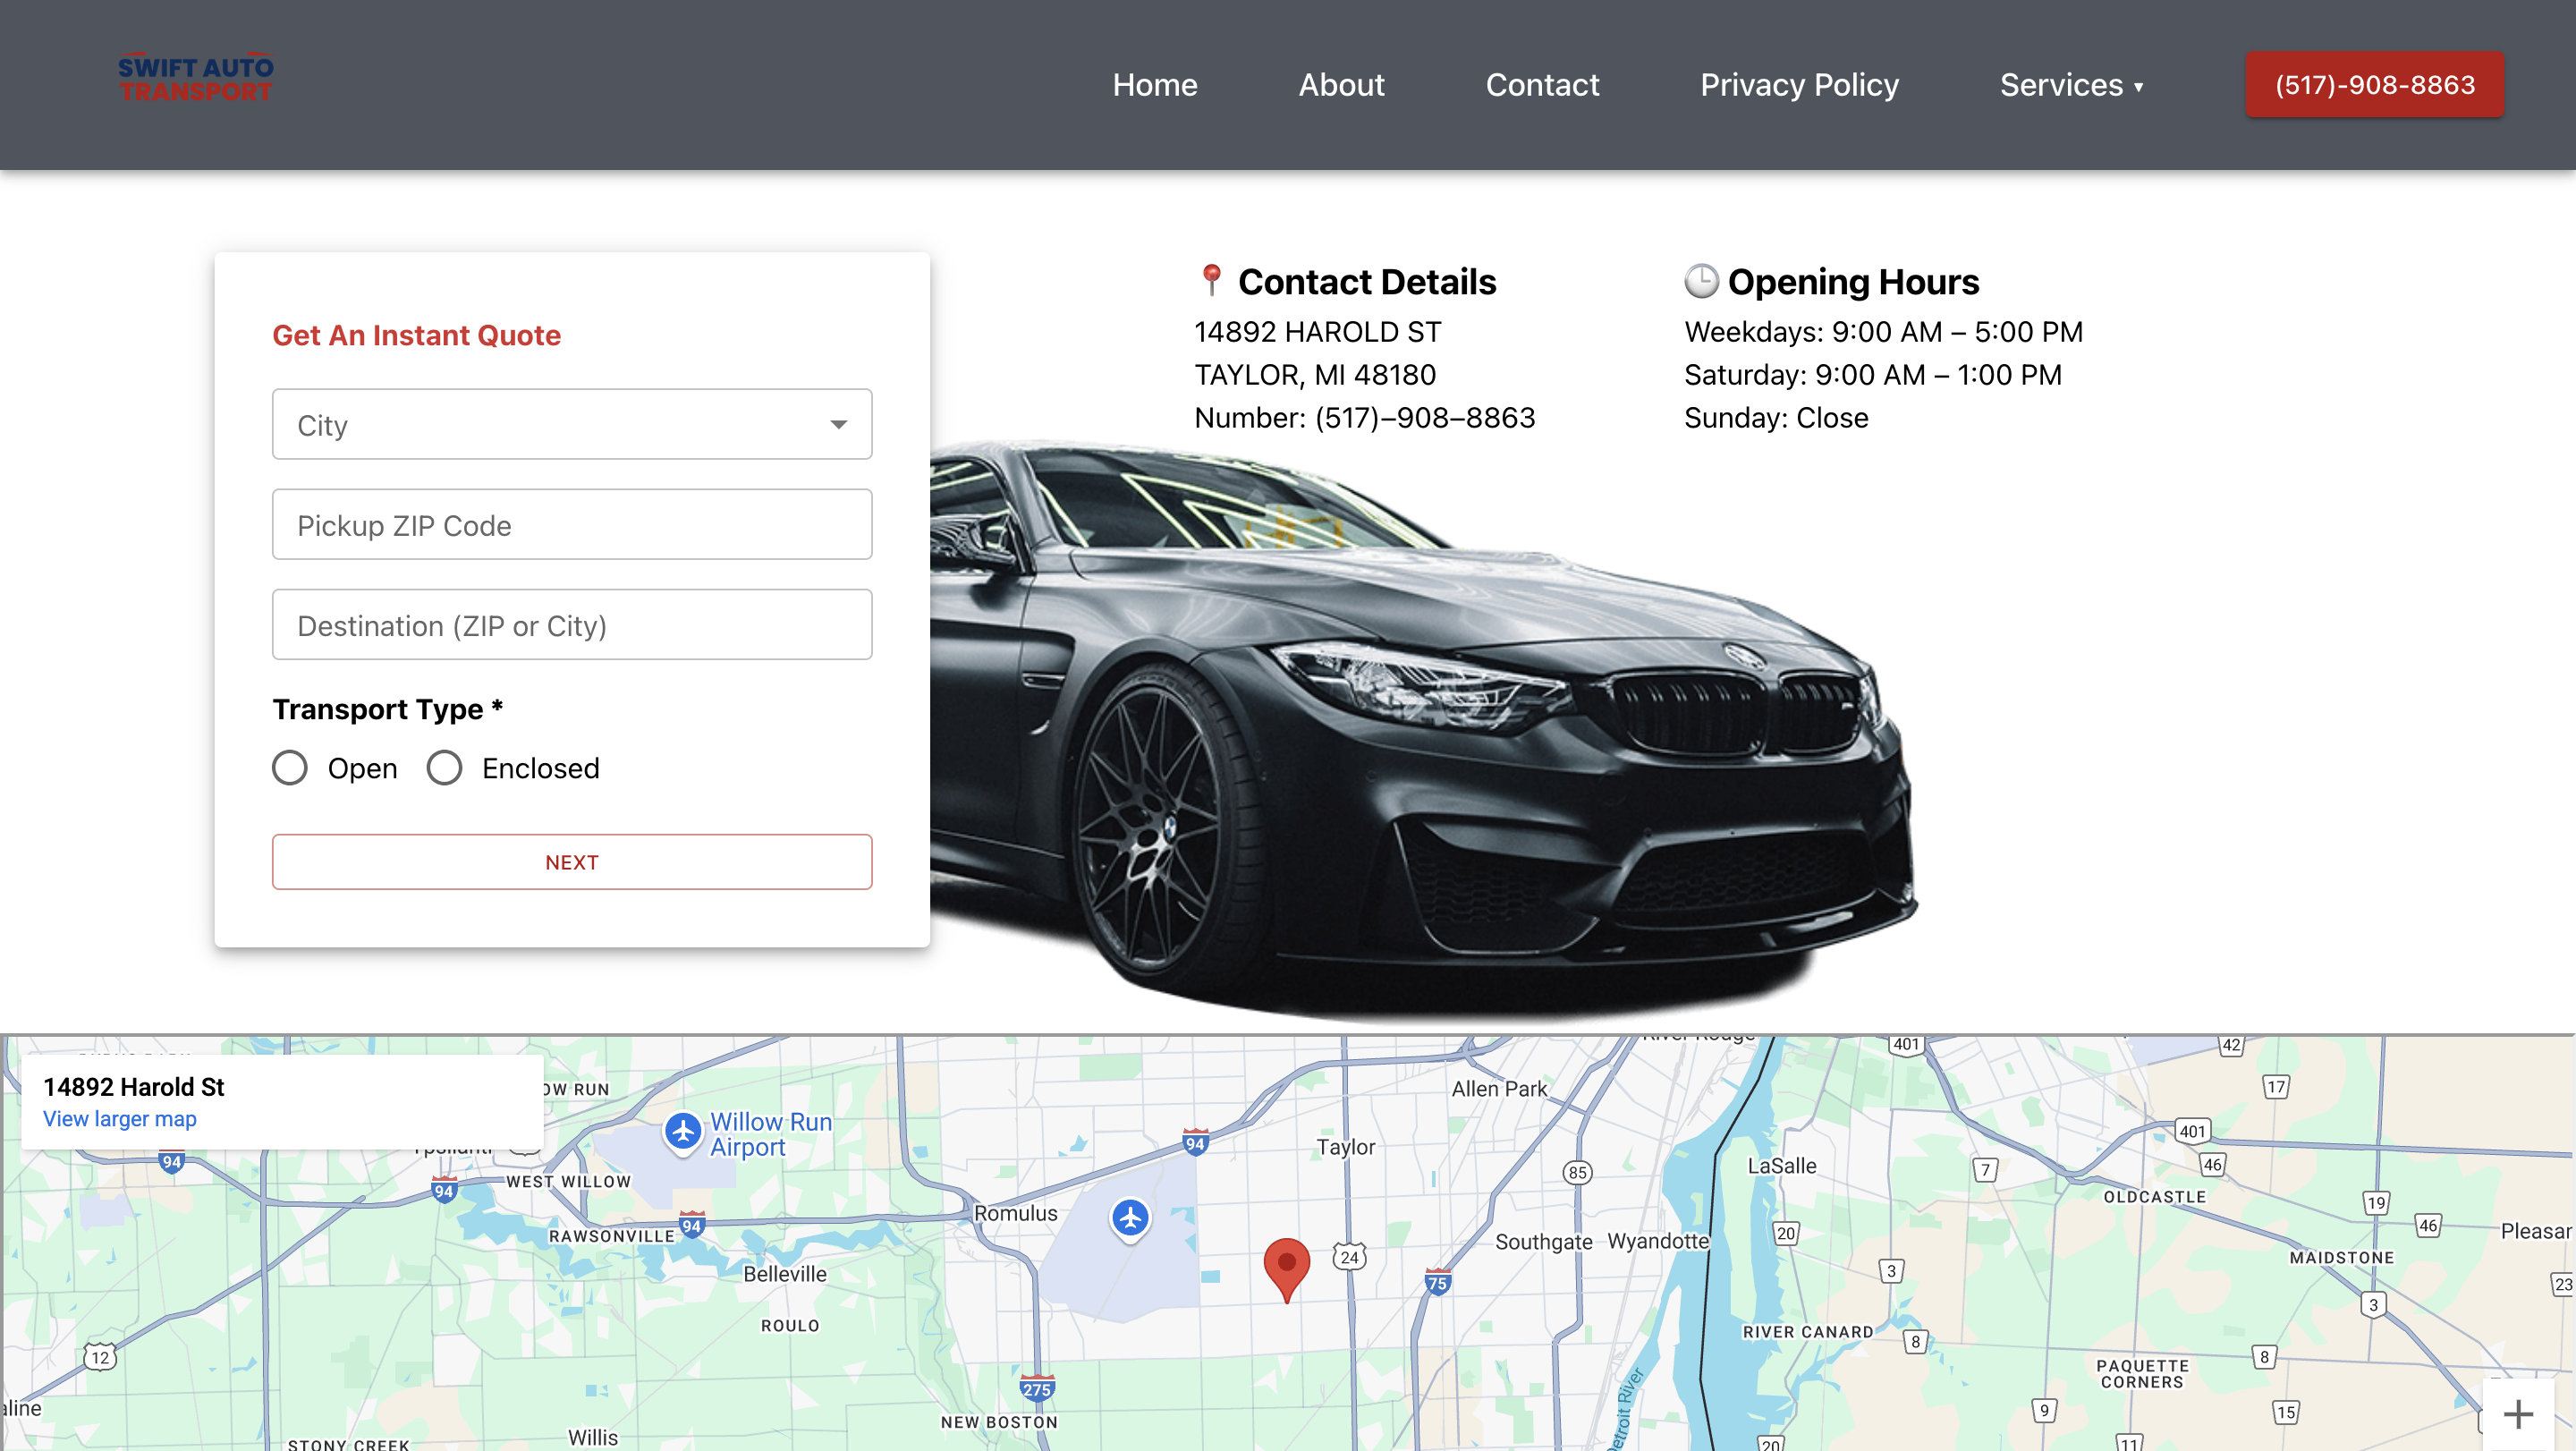 SWIFT AUTO
TRANSPORT
Home
About
Contact
Privacy Policy
Services ▾
(517)-908-8863
Get An Instant Quote
City
Pickup ZIP Code
Destination (ZIP or City)
Transport Type *
Open
Enclosed
NEXT
📍 Contact Details
14892 HAROLD ST
TAYLOR, MI 48180
Number: (517)–908–8863
🕒 Opening Hours
Weekdays: 9:00 AM – 5:00 PM
Saturday: 9:00 AM – 1:00 PM
Sunday: Close
14892 Harold St
View larger map
OW RUN
Willow Run
Airport
94
94
94
94
WEST WILLOW
RAWSONVILLE
Belleville
ROULO
12
aline
STONY CREEK
Willis
NEW BOSTON
275
Romulus
Taylor
Allen Park
24
75
85
Southgate
Wyandotte
Detroit River
LaSalle
RIVER CANARD
20
3
8
20
7
401
401
42
17
46
OLDCASTLE
19
46
Pleasan
MAIDSTONE
23
3
8
PAQUETTE
CORNERS
9
15
11